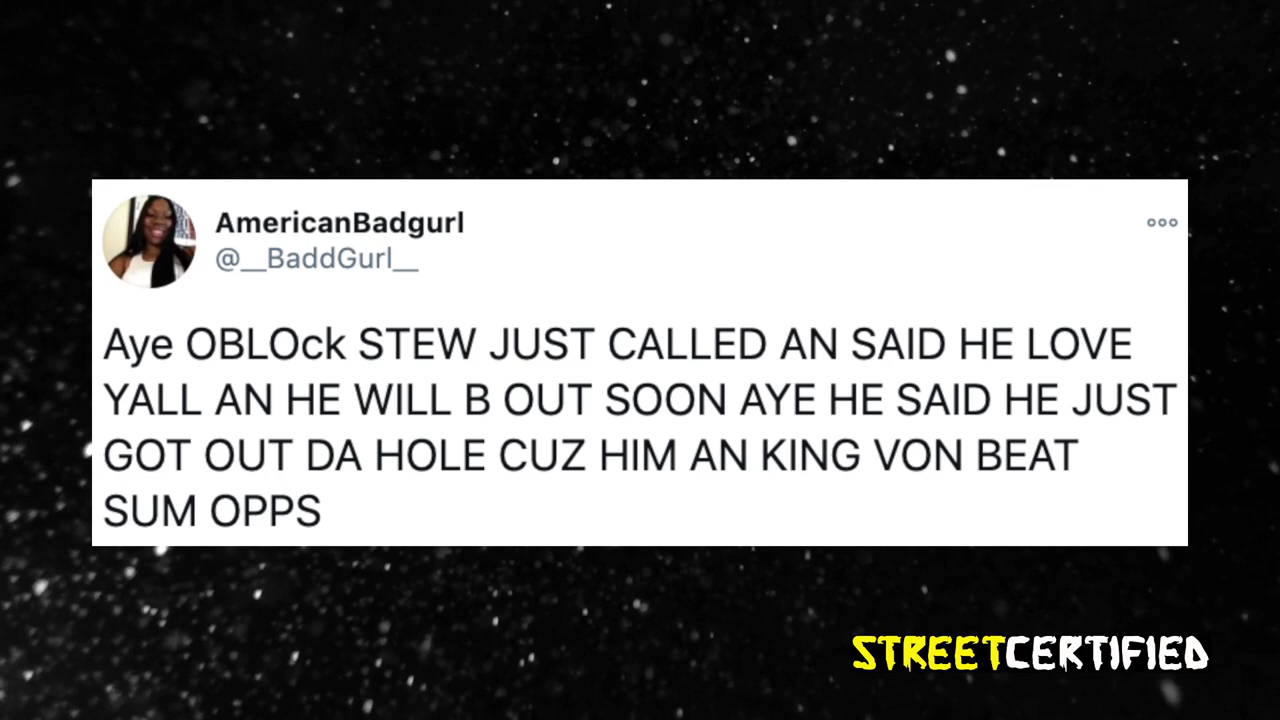 AmericanBadgurl
@__BaddGurl__
Aye OBLOck STEW JUST CALLED AN SAID HE LOVE
YALL AN HE WILL B OUT SOON AYE HE SAID HE JUST
GOT OUT DA HOLE CUZ HIM AN KING VON BEAT
SUM OPPS
STREETCERTIFIED